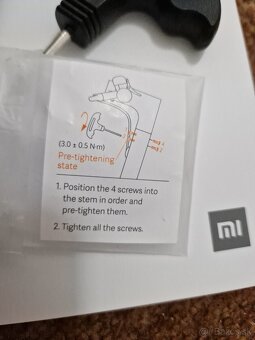 (3.0 ± 0.5 N·m)
Pre-tightening
state
1. Position the 4 screws into
the stem in order and
pre-tighten them.
2. Tighten all the screws.
mi